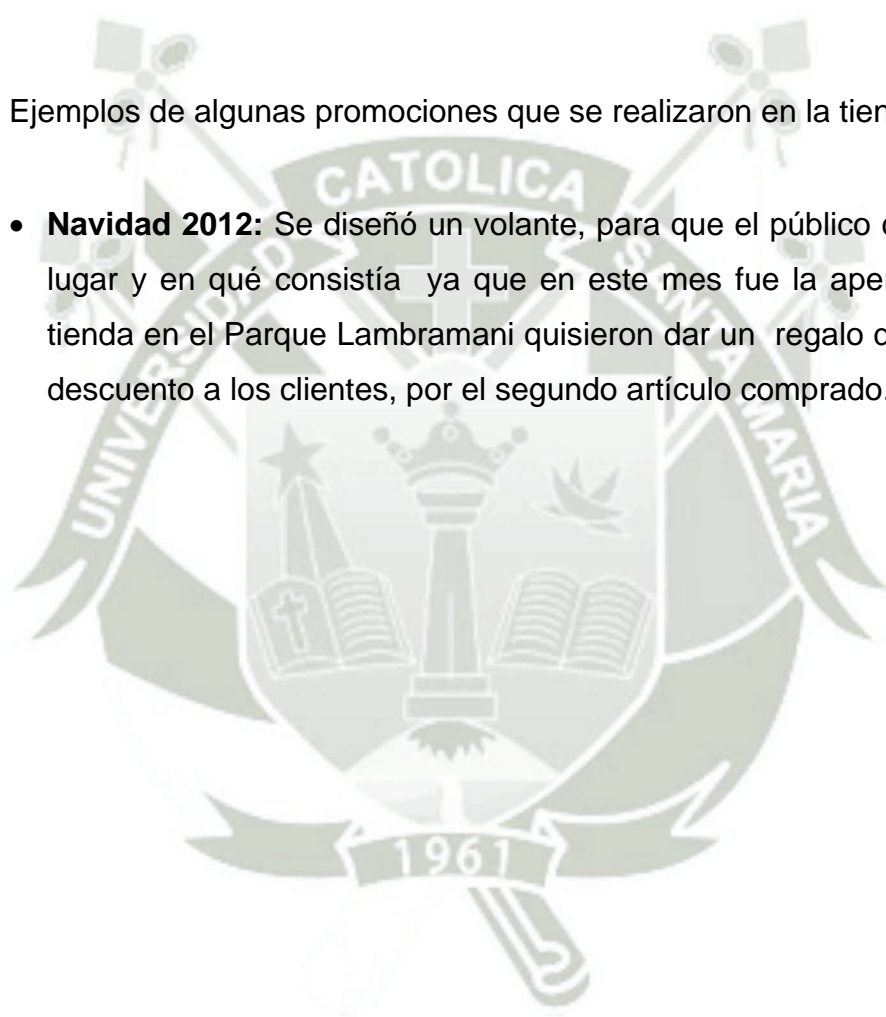 Ejemplos de algunas promociones que se realizaron en la
• Navidad 2012: Se diseñó un volante, para que el público
lugar y en qué consistía ya que en este mes fue la
tienda en el Parque Lambramani quisieron dar un regalo
descuento a los clientes, por el segundo artículo comprado.
UNIVERSIDAD CATOLICA SANTA MARIA
1961